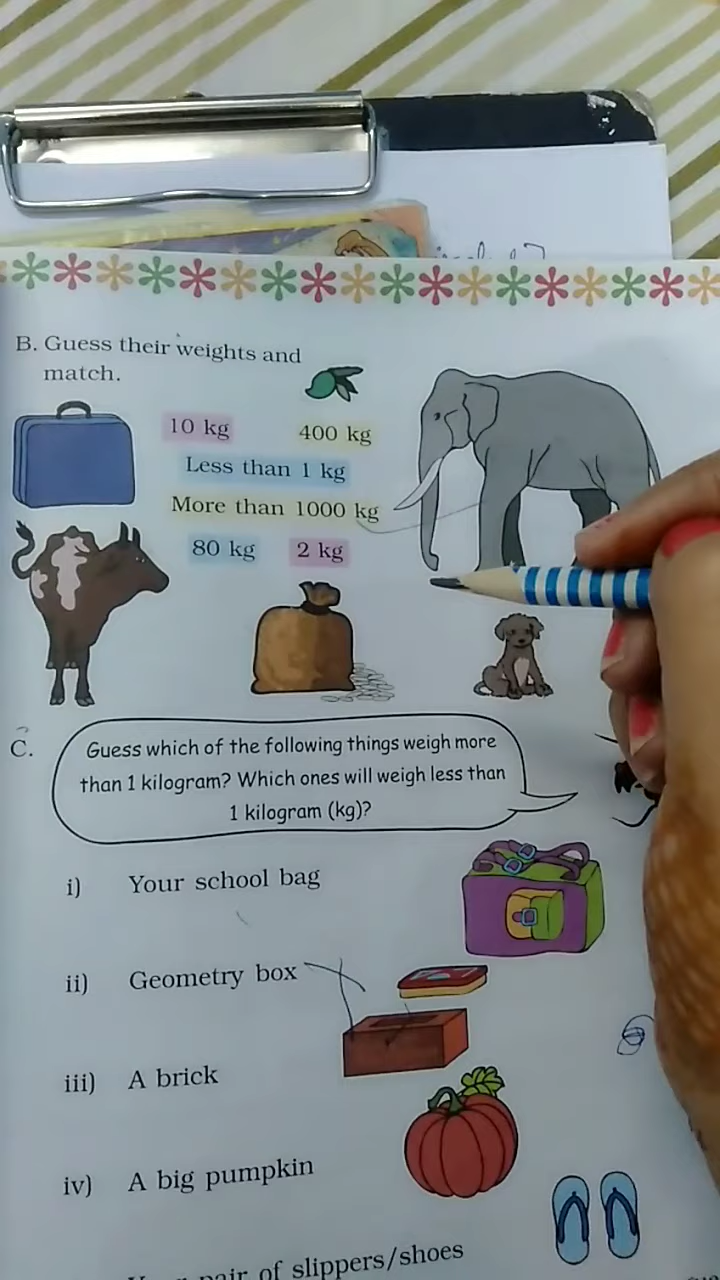 B. Guess their weights and
match.
10 kg
400 kg
Less than 1 kg
More than 1000 kg
80 kg
2 kg
C.
Guess which of the following things weigh more
than 1 kilogram? Which ones will weigh less than
1 kilogram (kg)?
i) Your school bag
ii) Geometry box
iii) A brick
iv) A big pumpkin
pair of slippers/shoes